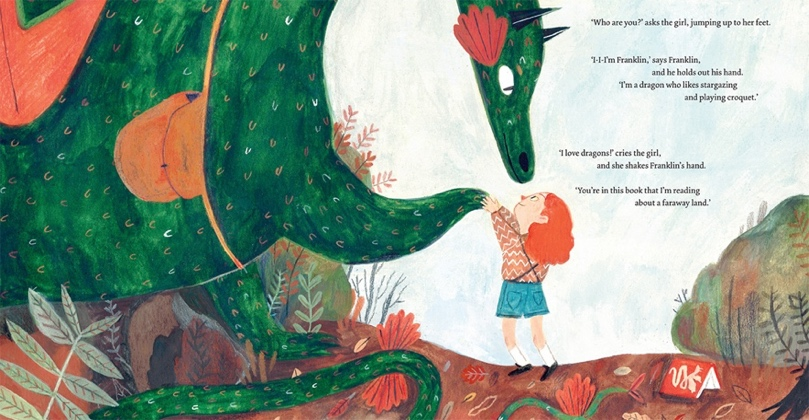 ‘Who are you?’ asks the girl, jumping up to her feet.
‘I-I-I’m Franklin,’ says Franklin,
and he holds out his hand.
‘I’m a dragon who likes stargazing
and playing croquet.’
‘I love dragons!’ cries the girl,
and she shakes Franklin’s hand.
‘You’re in this book that I’m reading
about a faraway land.’